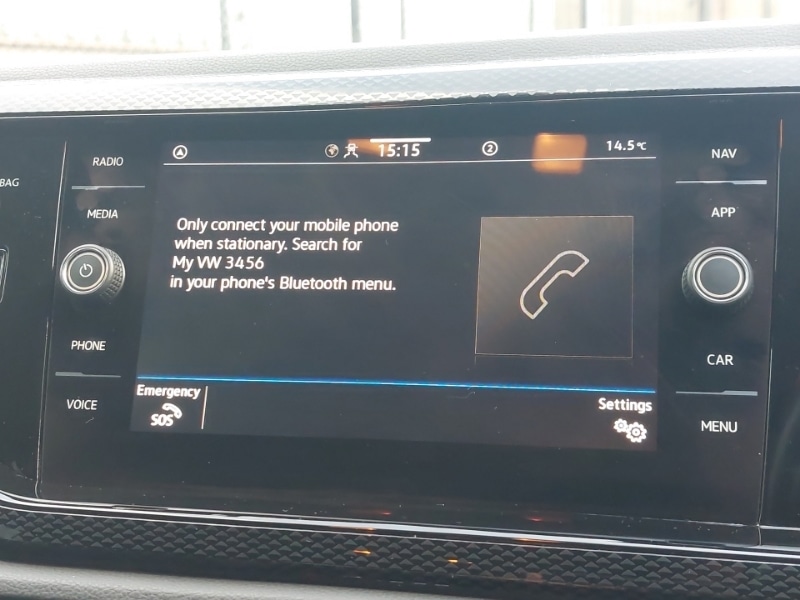 RADIO
15:15
2
14.5°C
NAV
BAG
MEDIA
APP
Only connect your mobile phone
when stationary. Search for
My VW 3456
in your phone's Bluetooth menu.
PHONE
CAR
Emergency
SOS
Settings
VOICE
MENU